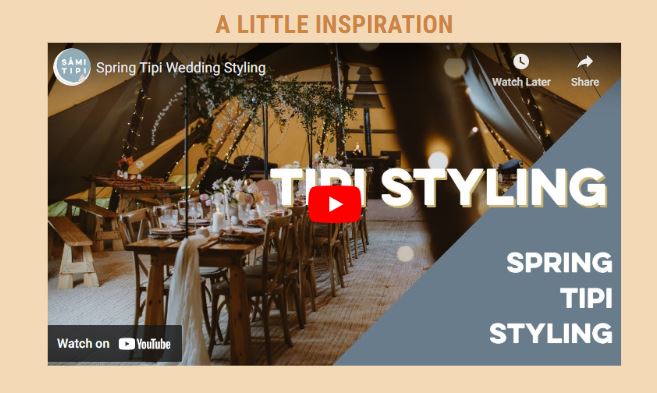 A LITTLE INSPIRATION
SÁMI
TIPI
Spring Tipi Wedding Styling
Watch Later
Share
TIPI STYLING
SPRING
TIPI
STYLING
Watch on YouTube